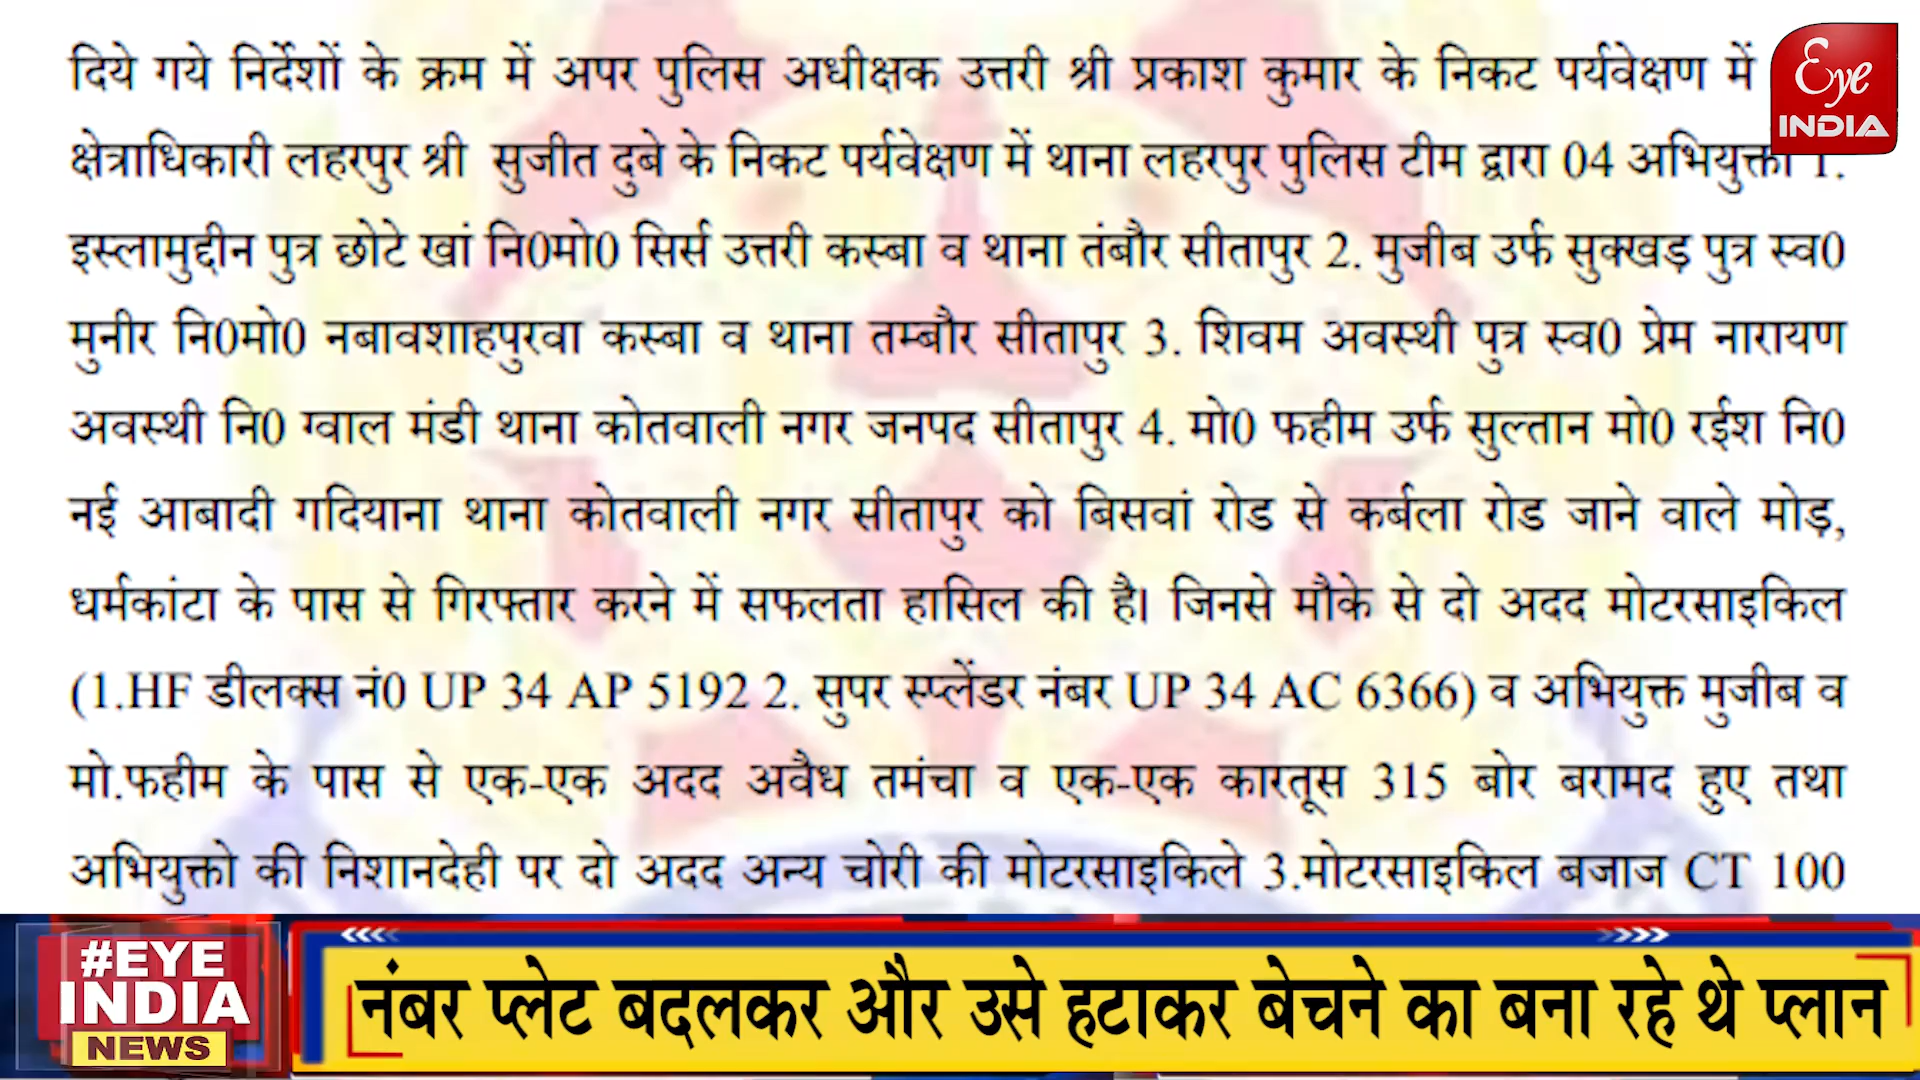 दिये गये निर्देशों के क्रम में अपर पुलिस अधीक्षक उत्तरी श्री प्रकाश कुमार के निकट पर्यवेक्षण में
Eye
INDIA
क्षेत्राधिकारी लहरपुर श्री सुजीत दुबे के निकट पर्यवेक्षण में थाना लहरपुर पुलिस टीम द्वारा 04 अभियुक्तो 1.
इस्लामुद्दीन पुत्र छोटे खां नि0मो0 सिर्स उत्तरी कस्बा व थाना तंबौर सीतापुर 2. मुजीब उर्फ सुक्खड़ पुत्र स्व0
मुनीर नि0मो0 नबावशाहपुरवा कस्बा व थाना तम्बौर सीतापुर 3. शिवम अवस्थी पुत्र स्व0 प्रेम नारायण
अवस्थी नि0 ग्वाल मंडी थाना कोतवाली नगर जनपद सीतापुर 4. मो0 फहीम उर्फ सुल्तान मो0 रईश नि0
नई आबादी गदियाना थाना कोतवाली नगर सीतापुर को बिसवां रोड से कर्बला रोड जाने वाले मोड़,
धर्मकांटा के पास से गिरफ्तार करने में सफलता हासिल की है। जिनसे मौके से दो अदद मोटरसाइकिल
(1.HF डीलक्स नं0 UP 34 AP 5192 2. सुपर स्प्लेंडर नंबर UP 34 AC 6366) व अभियुक्त मुजीब व
मो.फहीम के पास से एक-एक अदद अवैध तमंचा व एक-एक कारतूस 315 बोर बरामद हुए तथा
अभियुक्तो की निशानदेही पर दो अदद अन्य चोरी की मोटरसाइकिले 3.मोटरसाइकिल बजाज CT 100
#EYE
INDIA
NEWS
नंबर प्लेट बदलकर और उसे हटाकर बेचने का बना रहे थे प्लान